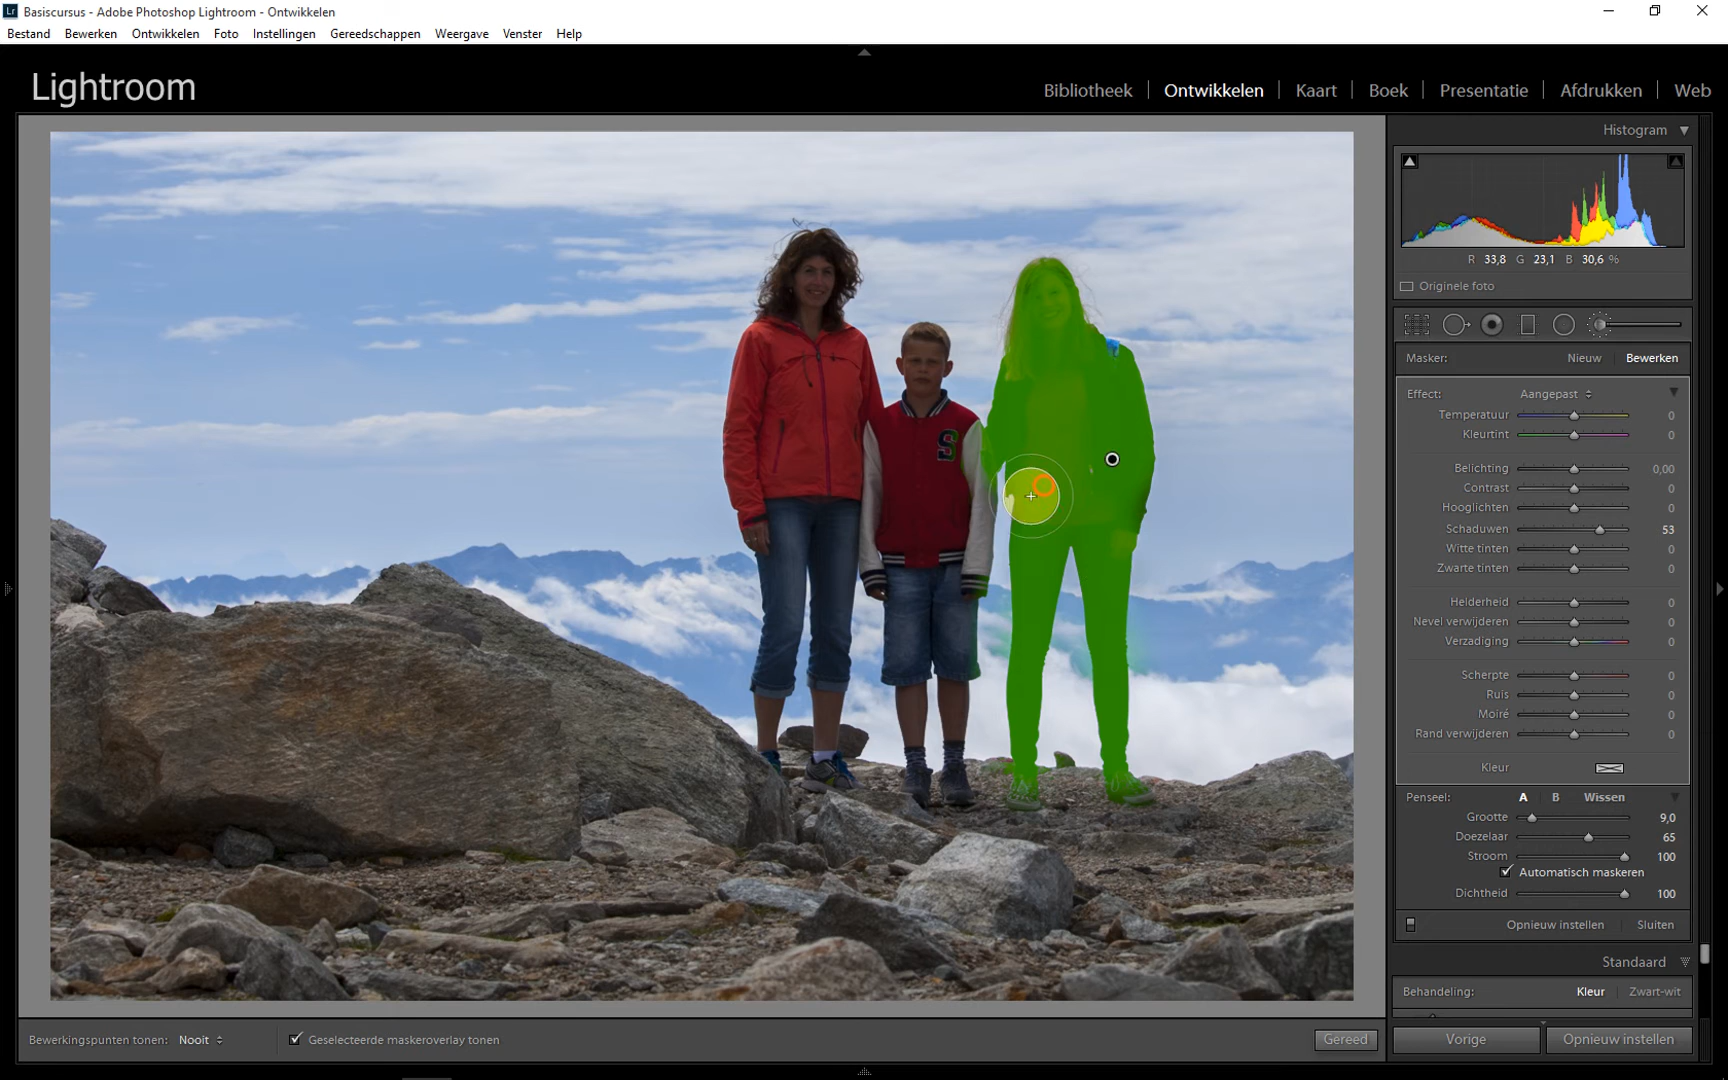 Lr Basiscursus - Adobe Photoshop Lightroom - Ontwikkelen
Bestand Bewerken Ontwikkelen Foto Instellingen Gereedschappen Weergave Venster Help
Lightroom
Bibliotheek Ontwikkelen Kaart Boek Presentatie Afdrukken Web
Histogram
R 33,8 G 23,1 B 30,6 %
Originele foto
Masker: Nieuw Bewerken
Effect: Aangepast
Temperatuur 0
Kleurtint 0
Belichting 0,00
Contrast 0
Hooglichten 0
Schaduwen 53
Witte tinten 0
Zwarte tinten 0
Helderheid 0
Nevel verwijderen 0
Verzadiging 0
Scherpte 0
Ruis 0
Moiré 0
Rand verwijderen 0
Kleur
Penseel: A B Wissen
Grootte 9,0
Doezelaar 65
Stroom 100
Automatisch maskeren
Dichtheid 100
Opnieuw instellen Sluiten
Standaard
Behandeling: Kleur Zwart-wit
Bewerkingspunten tonen: Nooit Geselecteerde maskeroverlay tonen Gereed Vorige Opnieuw instellen
S